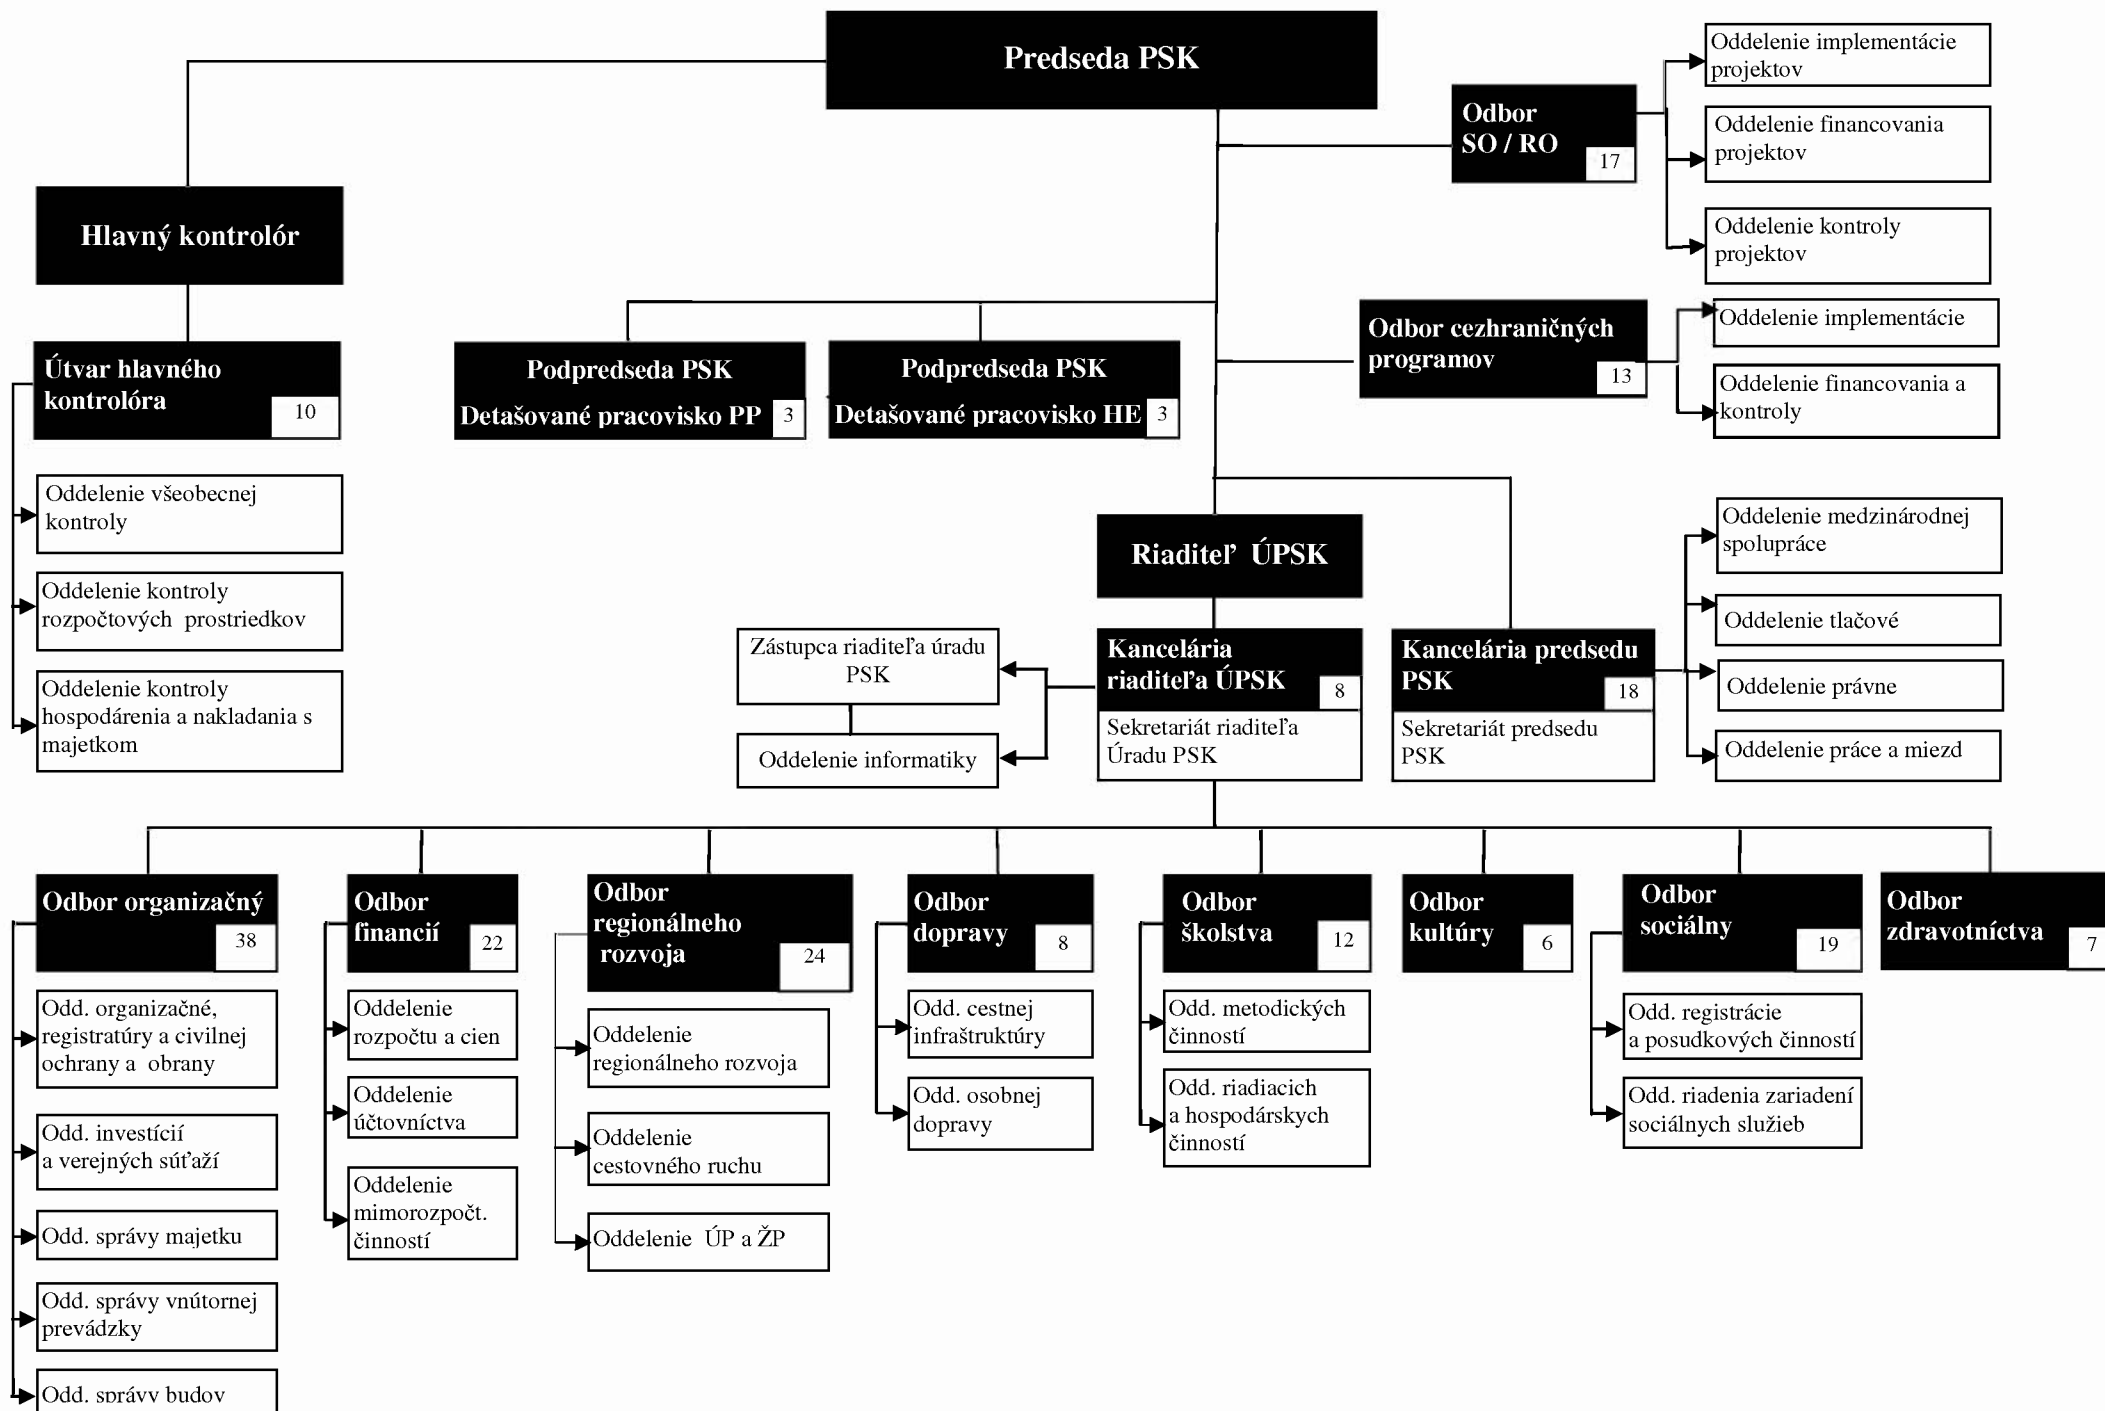 Predseda PSK
Oddelenie implementácie
projektov
Odbor
SO / RO
17
Oddelenie financovania
projektov
Oddelenie kontroly
projektov
Hlavný kontrolór
Odbor cezhraničných
programov
13
Oddelenie implementácie
Oddelenie financovania a
kontroly
Útvar hlavného
kontrolóra
10
Podpredseda PSK
Detašované pracovisko PP
3
Podpredseda PSK
Detašované pracovisko HE
3
Oddelenie všeobecnej
kontroly
Oddelenie kontroly
rozpočtových prostriedkov
Oddelenie kontroly
hospodárenia a nakladania s
majetkom
Riaditeľ ÚPSK
Zástupca riaditeľa úradu
PSK
Oddelenie informatiky
Kancelária
riaditeľa ÚPSK
8
Sekretariát riaditeľa
Úradu PSK
Kancelária predsedu
PSK
18
Sekretariát predsedu
PSK
Oddelenie medzinárodnej
spolupráce
Oddelenie tlačové
Oddelenie právne
Oddelenie práce a miezd
Odbor organizačný
38
Odd. organizačné,
registratúry a civilnej
ochrany a obrany
Odd. investícií
a verejných súťaží
Odd. správy majetku
Odd. správy vnútornej
prevádzky
Odd. správy budov
Odbor
financií
22
Oddelenie
rozpočtu a cien
Oddelenie
účtovníctva
Oddelenie
mimorozpočt.
činností
Odbor
regionálneho
rozvoja
24
Oddelenie
regionálneho rozvoja
Oddelenie
cestovného ruchu
Oddelenie ÚP a ŽP
Odbor
dopravy
8
Odd. cestnej
infraštruktúry
Odd. osobnej
dopravy
Odbor
školstva
12
Odd. metodických
činností
Odd. riadiacich
a hospodárskych
činností
Odbor
kultúry
6
Odbor
sociálny
19
Odd. registrácie
a posudkových činností
Odd. riadenia zariadení
sociálnych služieb
Odbor
zdravotníctva
7